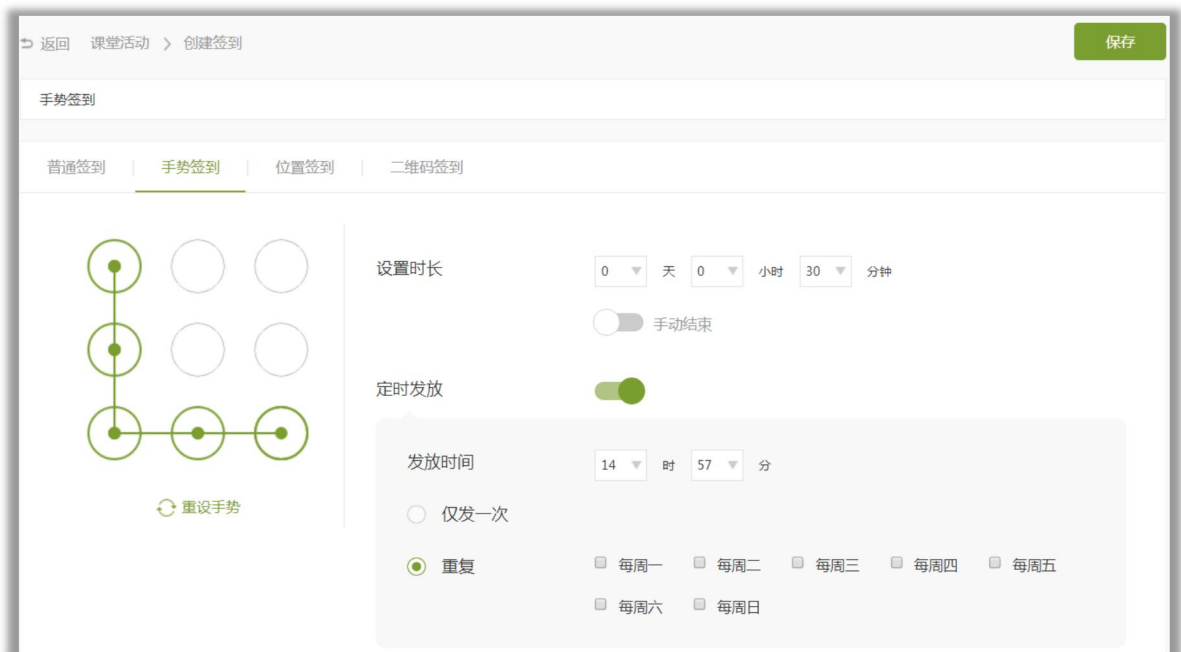 返回 课堂活动 > 创建签到 保存
手势签到
普通签到 手势签到 位置签到 二维码签到
设置时长 0 天 0 小时 30 分钟
手动结束
定时发放
发放时间 14 时 57 分
重设手势
仅发一次
重复 每周一 每周二 每周三 每周四 每周五
每周六 每周日